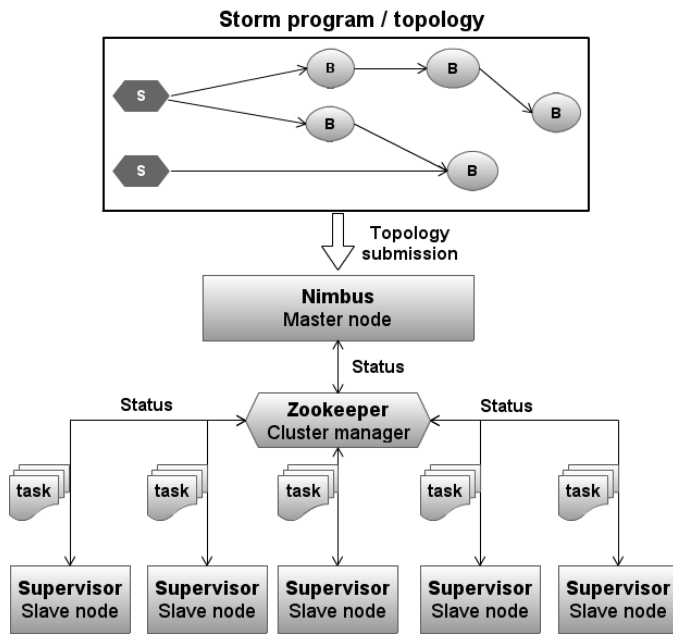 Storm program / topology
B
B
S
B
B
S
B
Topology
submission
Nimbus
Master node
Status
Status
Zookeeper
Cluster manager
Status
task
task
task
task
task
Supervisor
Slave node
Supervisor
Slave node
Supervisor
Slave node
Supervisor
Slave node
Supervisor
Slave node